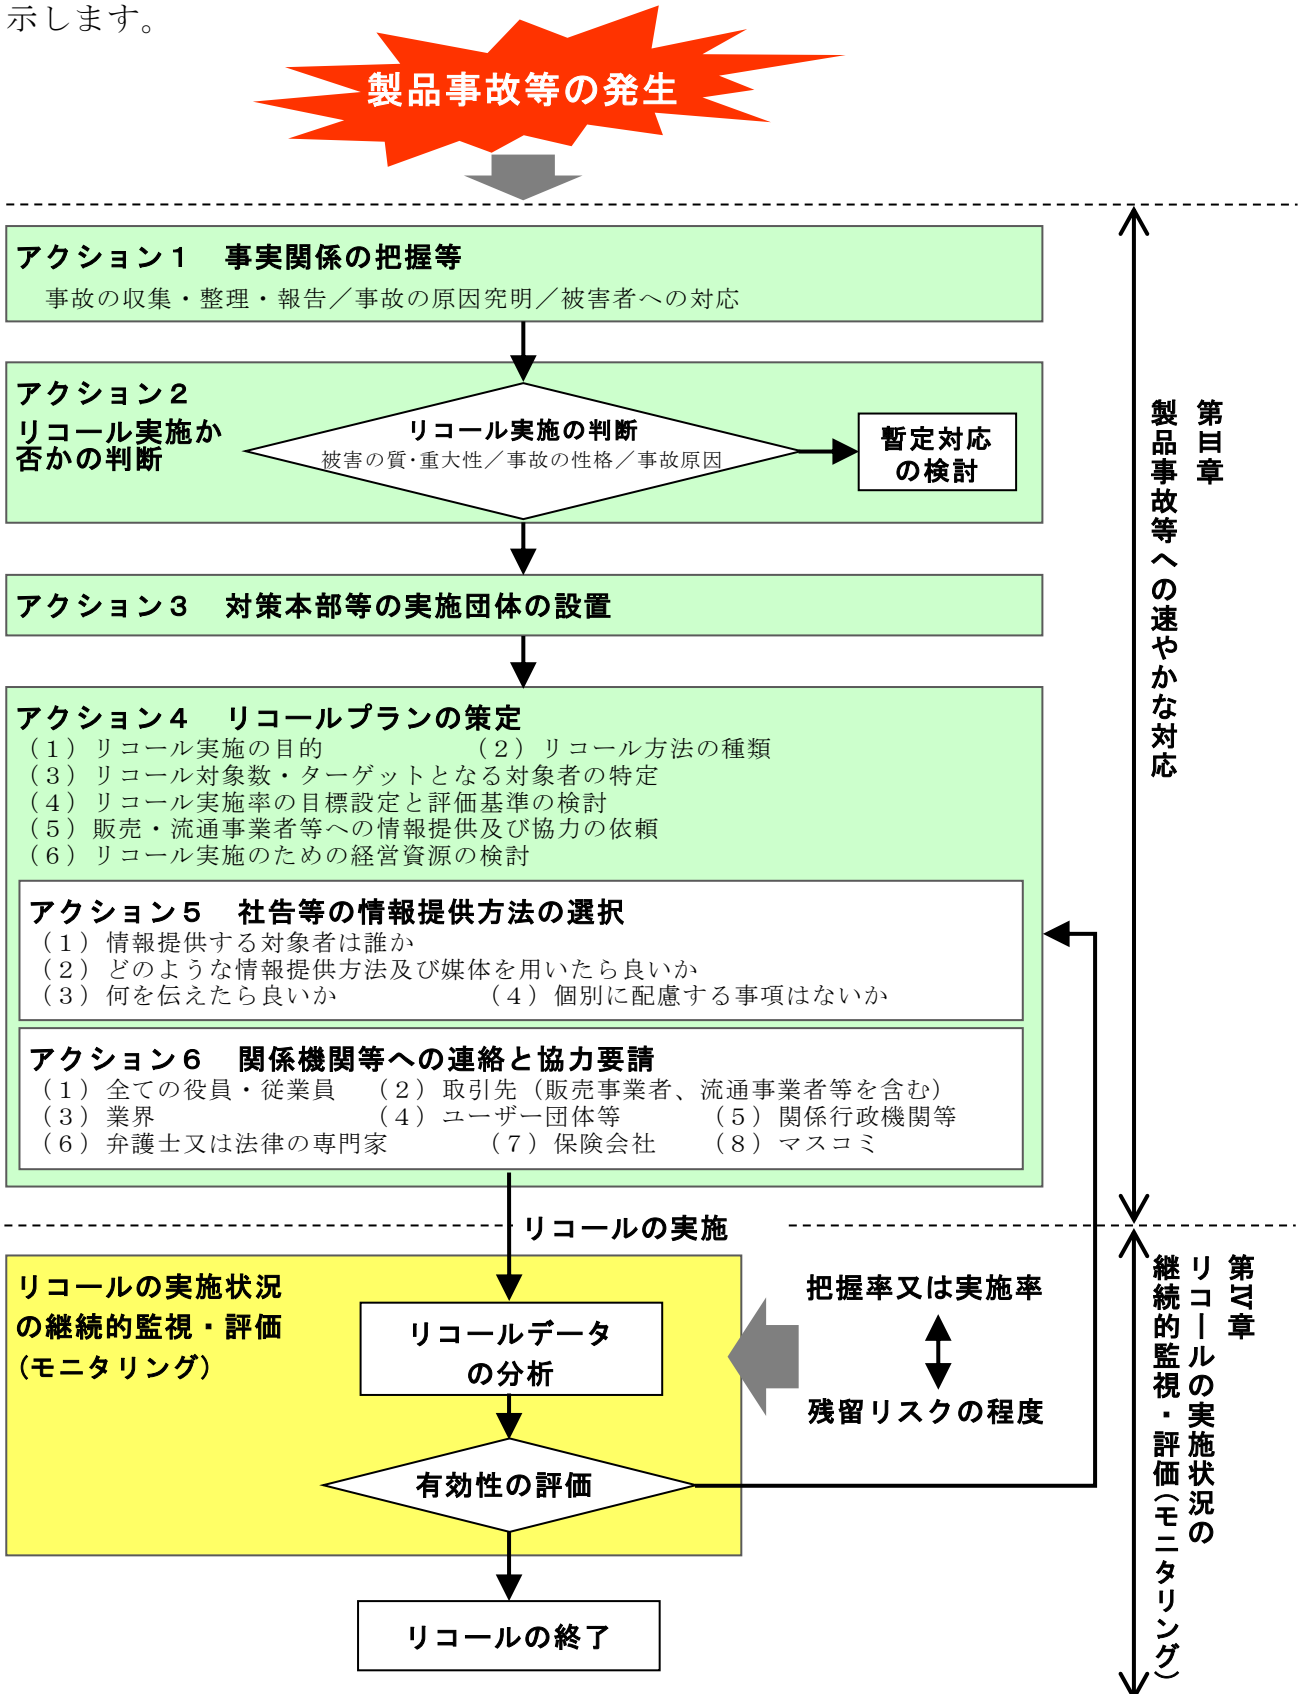 示します。
製品事故等の発生
アクション１　事実関係の把握等
事故の収集・整理・報告／事故の原因究明／被害者への対応
アクション２
リコール実施か
否かの判断
リコール実施の判断
被害の質・重大性／事故の性格／事故原因
暫定対応
の検討
アクション３　対策本部等の実施団体の設置
アクション４　リコールプランの策定
（１）リコール実施の目的　（２）リコール方法の種類
（３）リコール対象数・ターゲットとなる対象者の特定
（４）リコール実施率の目標設定と評価基準の検討
（５）販売・流通事業者等への情報提供及び協力の依頼
（６）リコール実施のための経営資源の検討
アクション５　社告等の情報提供方法の選択
（１）情報提供する対象者は誰か
（２）どのような情報提供方法及び媒体を用いたら良いか
（３）何を伝えたら良いか　（４）個別に配慮する事項はないか
アクション６　関係機関等への連絡と協力要請
（１）全ての役員・従業員　（２）取引先（販売事業者、流通事業者等を含む）
（３）業界　（４）ユーザー団体等　（５）関係行政機関等
（６）弁護士又は法律の専門家　（７）保険会社　（８）マスコミ
第Ⅲ章
製品事故等への速やかな対応
リコールの実施
リコールの実施状況
の継続的監視・評価
（モニタリング）
リコールデータ
の分析
有効性の評価
リコールの終了
把握率又は実施率
残留リスクの程度
第Ⅳ章
リコールの実施状況の
継続的監視・評価（モニタリング）